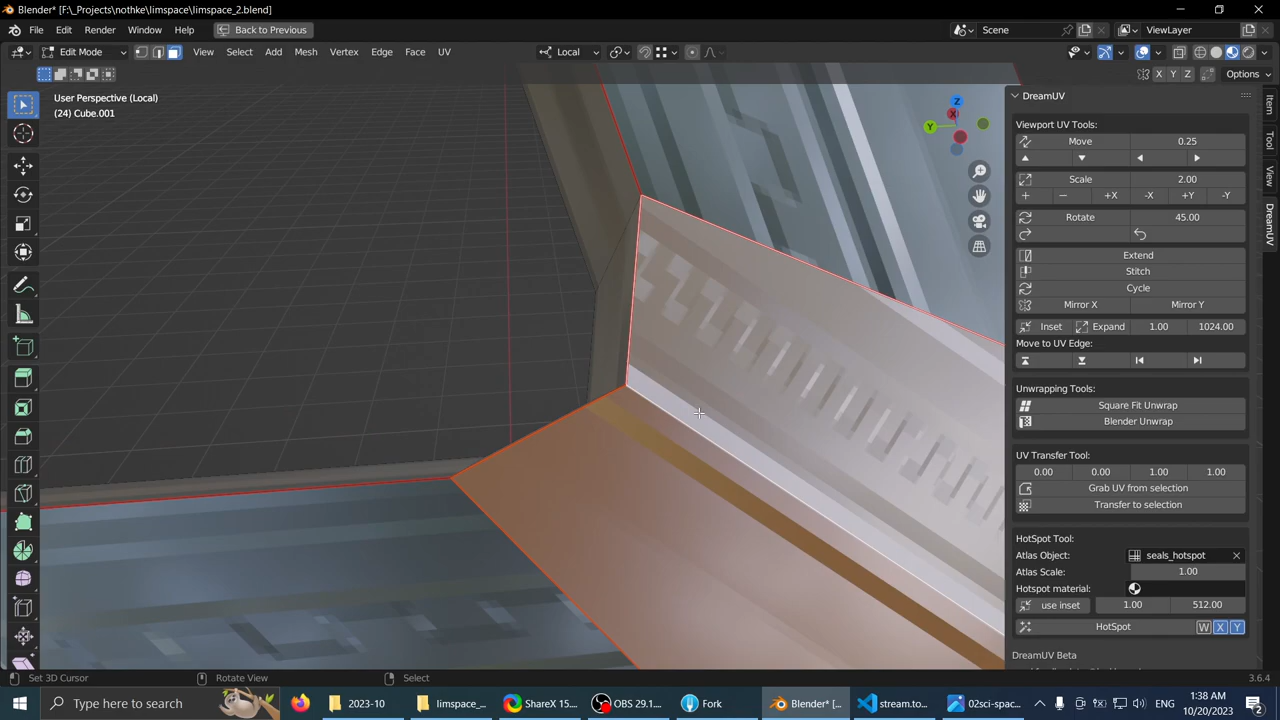 Blender* [F:\_Projects\nothke\limspace\limspace_2.blend]
File Edit Render Window Help Back to Previous Scene ViewLayer
Edit Mode View Select Add Mesh Vertex Edge Face UV Local
X Y Z Options
User Perspective (Local)
(24) Cube.001
Z
X
Y
DreamUV
Viewport UV Tools:
Move 0.25
Scale 2.00
+ − +X -X +Y -Y
Rotate 45.00
Extend
Stitch
Cycle
Mirror X Mirror Y
Inset Expand 1.00 1024.00
Move to UV Edge:
Unwrapping Tools:
Square Fit Unwrap
Blender Unwrap
UV Transfer Tool:
0.00 0.00 1.00 1.00
Grab UV from selection
Transfer to selection
HotSpot Tool:
Atlas Object: seals_hotspot
Atlas Scale: 1.00
Hotspot material:
use inset 1.00 512.00
HotSpot W X Y
DreamUV Beta
Item
Tool
View
DreamUV
Set 3D Cursor Rotate View Select 3.6.4
Type here to search 2023-10 limspace_... ShareX 15.... OBS 29.1.... Fork Blender* [... stream.to... 02sci-spac... 1:38 AM
10/20/2023 2